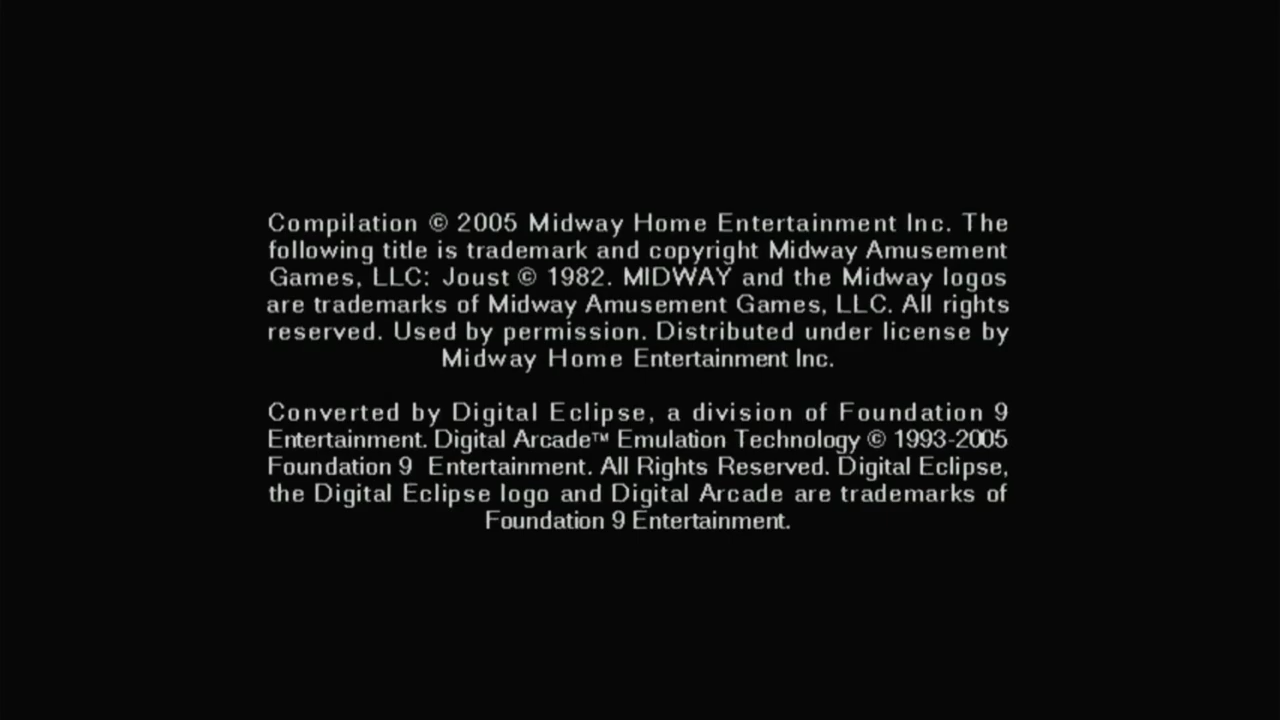 Compilation © 2005 Midway Home Entertainment Inc. The
following title is trademark and copyright Midway Amusement
Games, LLC: Joust © 1982. MIDWAY and the Midway logos
are trademarks of Midway Amusement Games, LLC. All rights
reserved. Used by permission. Distributed under license by
Midway Home Entertainment Inc.
Converted by Digital Eclipse, a division of Foundation 9
Entertainment. Digital Arcade™ Emulation Technology © 1993-2005
Foundation 9 Entertainment. All Rights Reserved. Digital Eclipse,
the Digital Eclipse logo and Digital Arcade are trademarks of
Foundation 9 Entertainment.